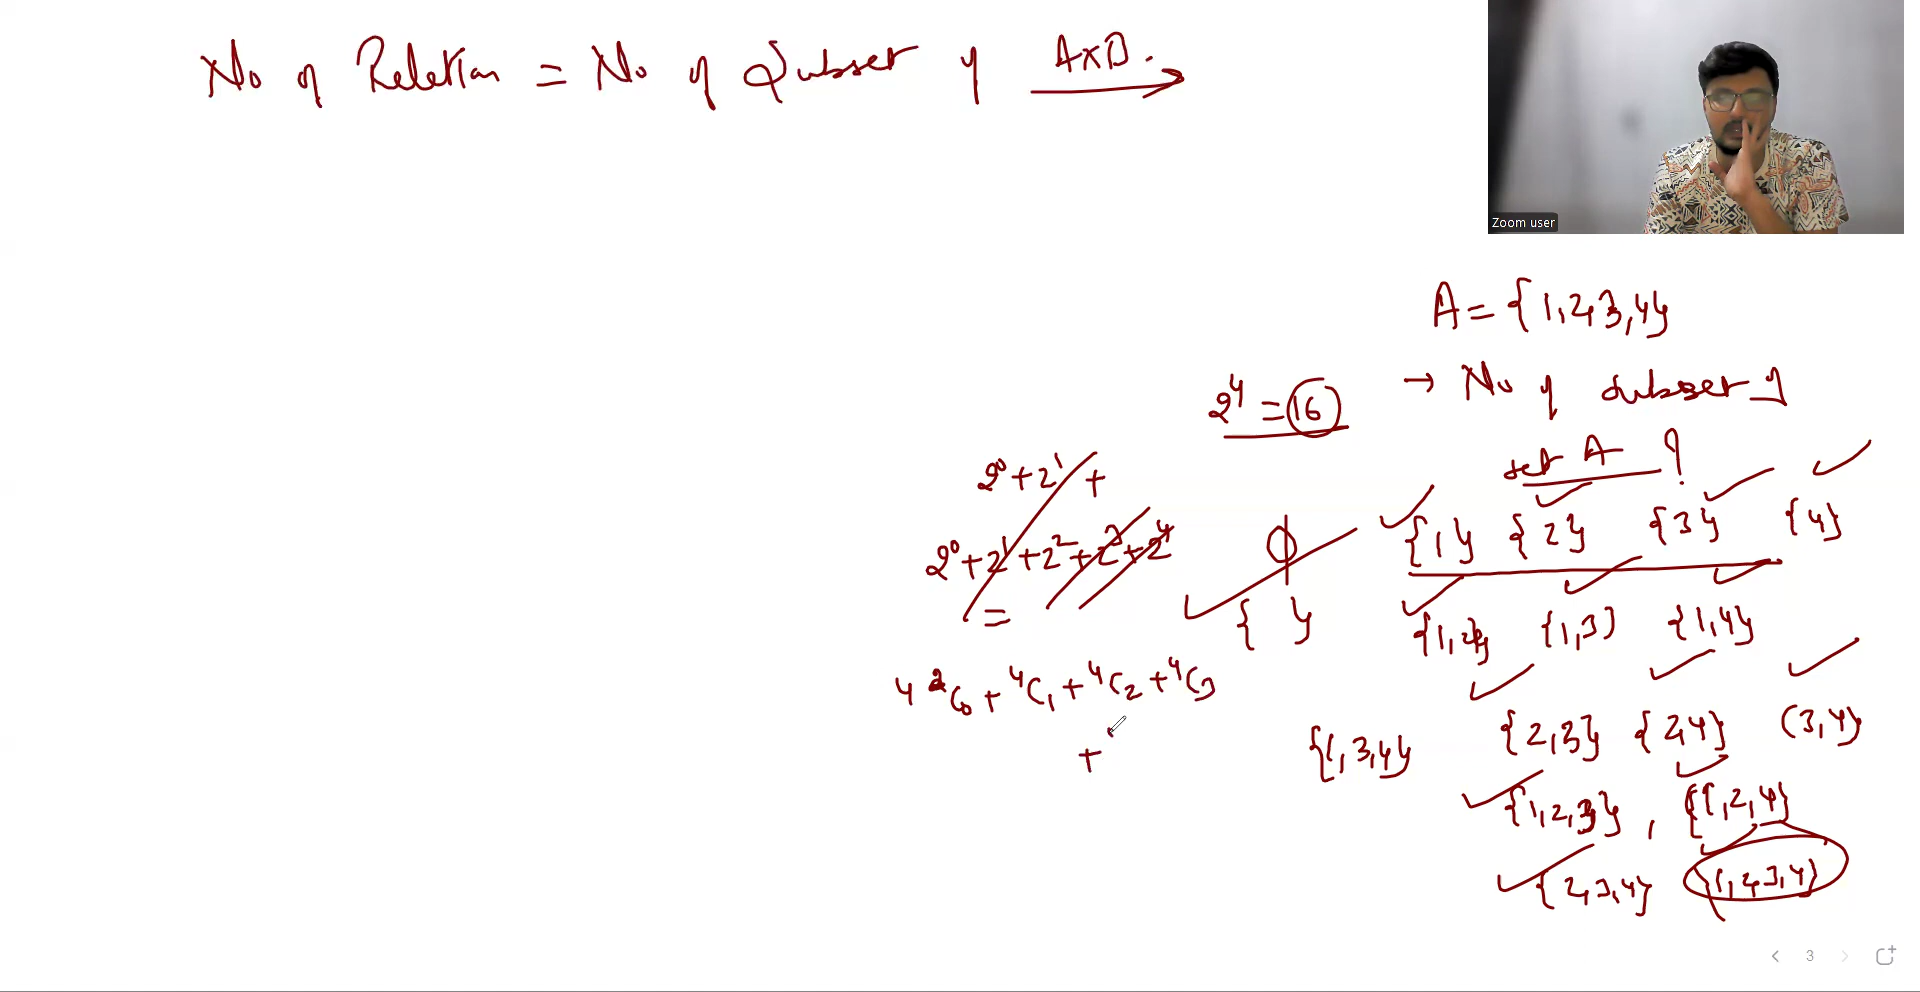 No of Relation = No of Subset of A×B.
Zoom user
A = {1,2,3,4}
→ No of subset of
set A ?
2⁴ = 16
2⁰ + 2¹ +
2⁰ + 2¹ + 2² + 2³ + 2⁴
=
ϕ
{ }
{1} {2} {3} {4}
{1,2} {1,3} {1,4}
4 C₀ + ⁴C₁ + ⁴C₂ + ⁴C₃
+
{1,3,4}
{2,3} {2,4} (3,4}
{1,2,3} , {1,2,4}
{2,3,4} {1,2,3,4}
3